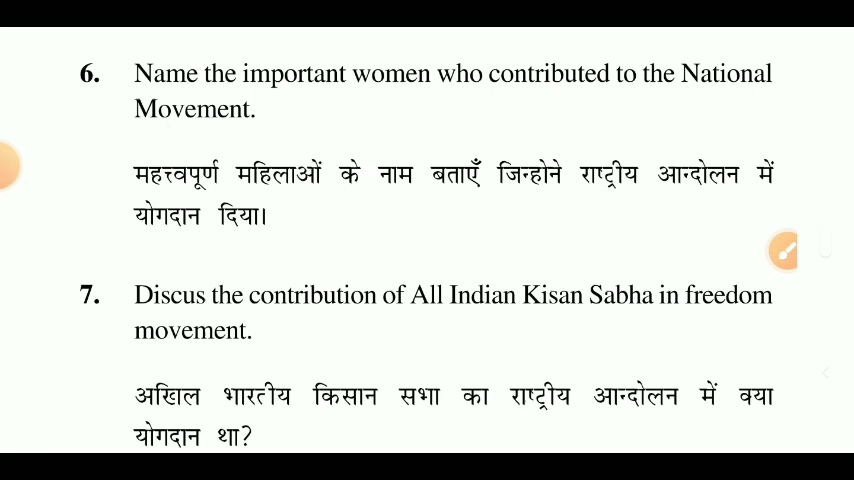 6. Name the important women who contributed to the National
Movement.
महत्त्वपूर्ण महिलाओं के नाम बताएँ जिन्होने राष्ट्रीय आन्दोलन में
योगदान दिया।
7. Discus the contribution of All Indian Kisan Sabha in freedom
movement.
अखिल भारतीय किसान सभा का राष्ट्रीय आन्दोलन में क्या
योगदान था?